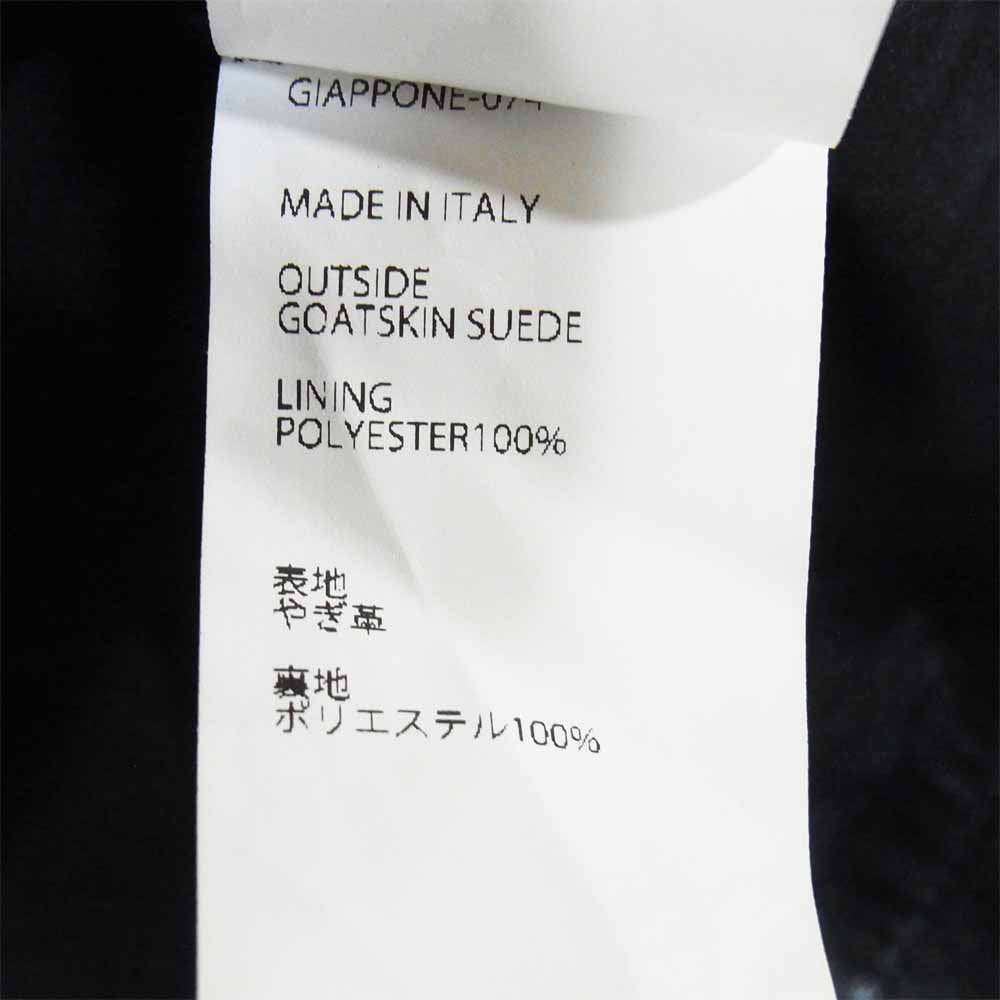 GIAPPONE-074
MADE IN ITALY
OUTSIDE
GOATSKIN SUEDE
LINING
POLYESTER100%
表地
やぎ革
裏地
ポリエステル100%